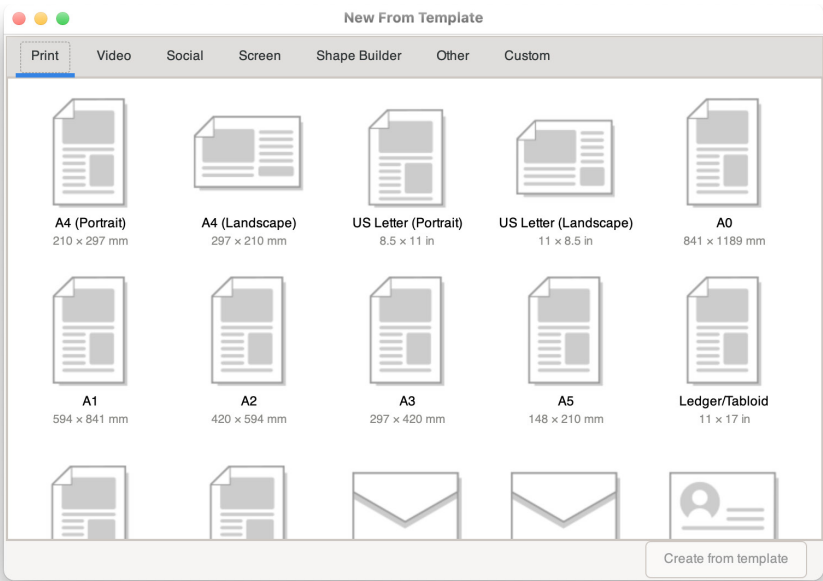 New From Template
Print Video Social Screen Shape Builder Other Custom
A4 (Portrait) A4 (Landscape) US Letter (Portrait) US Letter (Landscape) A0
210 × 297 mm 297 × 210 mm 8.5 × 11 in 11 × 8.5 in 841 × 1189 mm
A1 A2 A3 A5 Ledger/Tabloid
594 × 841 mm 420 × 594 mm 297 × 420 mm 148 × 210 mm 11 × 17 in
Create from template